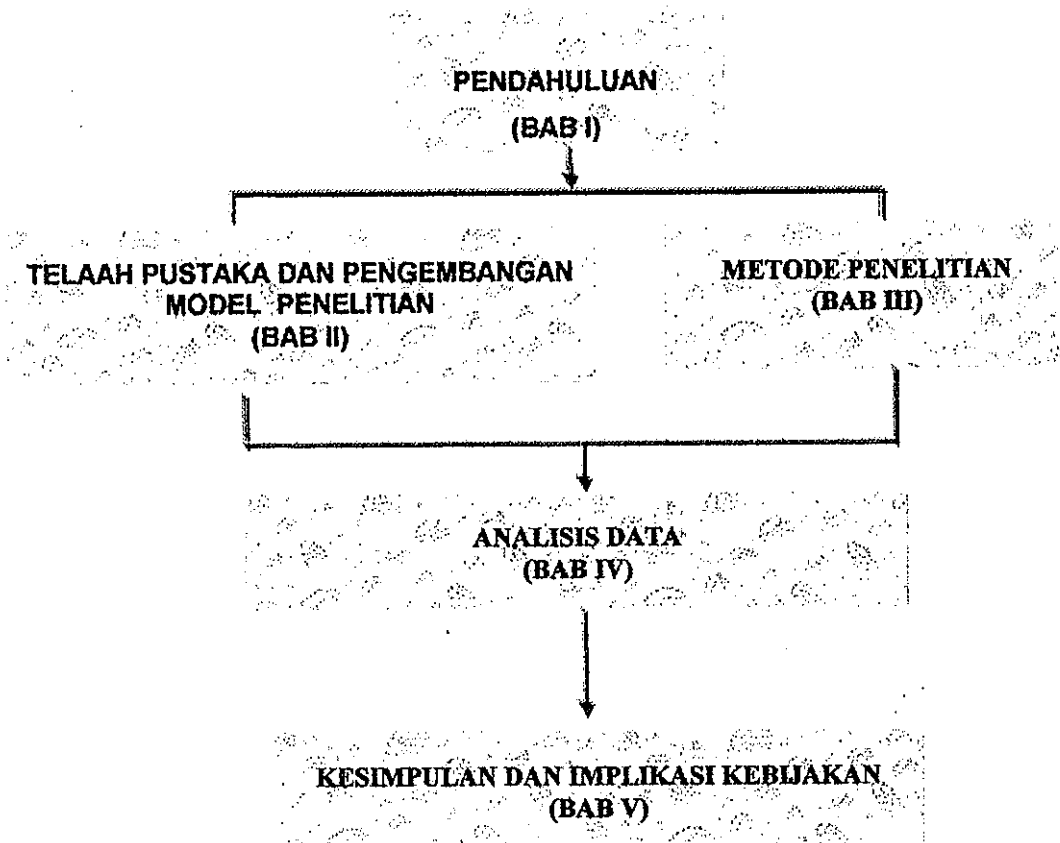 PENDAHULUAN
(BAB I)
TELAAH PUSTAKA DAN PENGEMBANGAN
MODEL PENELITIAN
(BAB II)
METODE PENELITIAN
(BAB III)
ANALISIS DATA
(BAB IV)
KESIMPULAN DAN IMPLIKASI KEBIJAKAN
(BAB V)